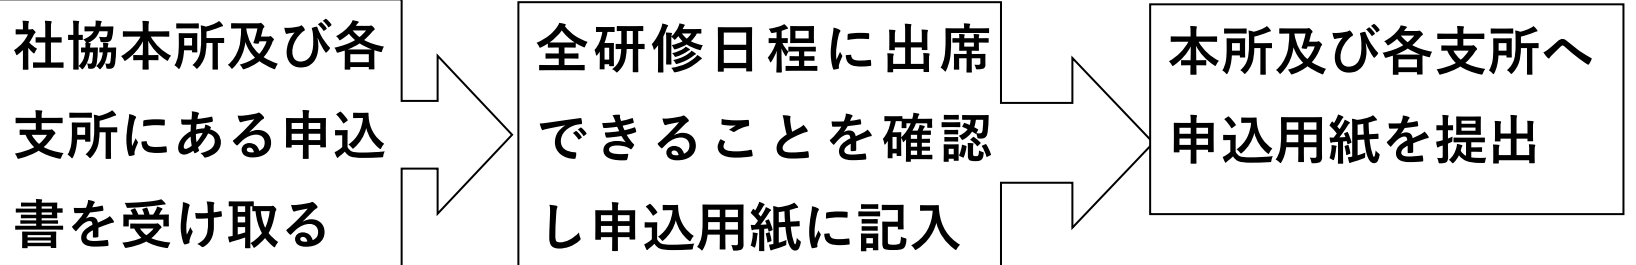 社協本所及び各
支所にある申込
書を受け取る
全研修日程に出席
できることを確認
し申込用紙に記入
本所及び各支所へ
申込用紙を提出